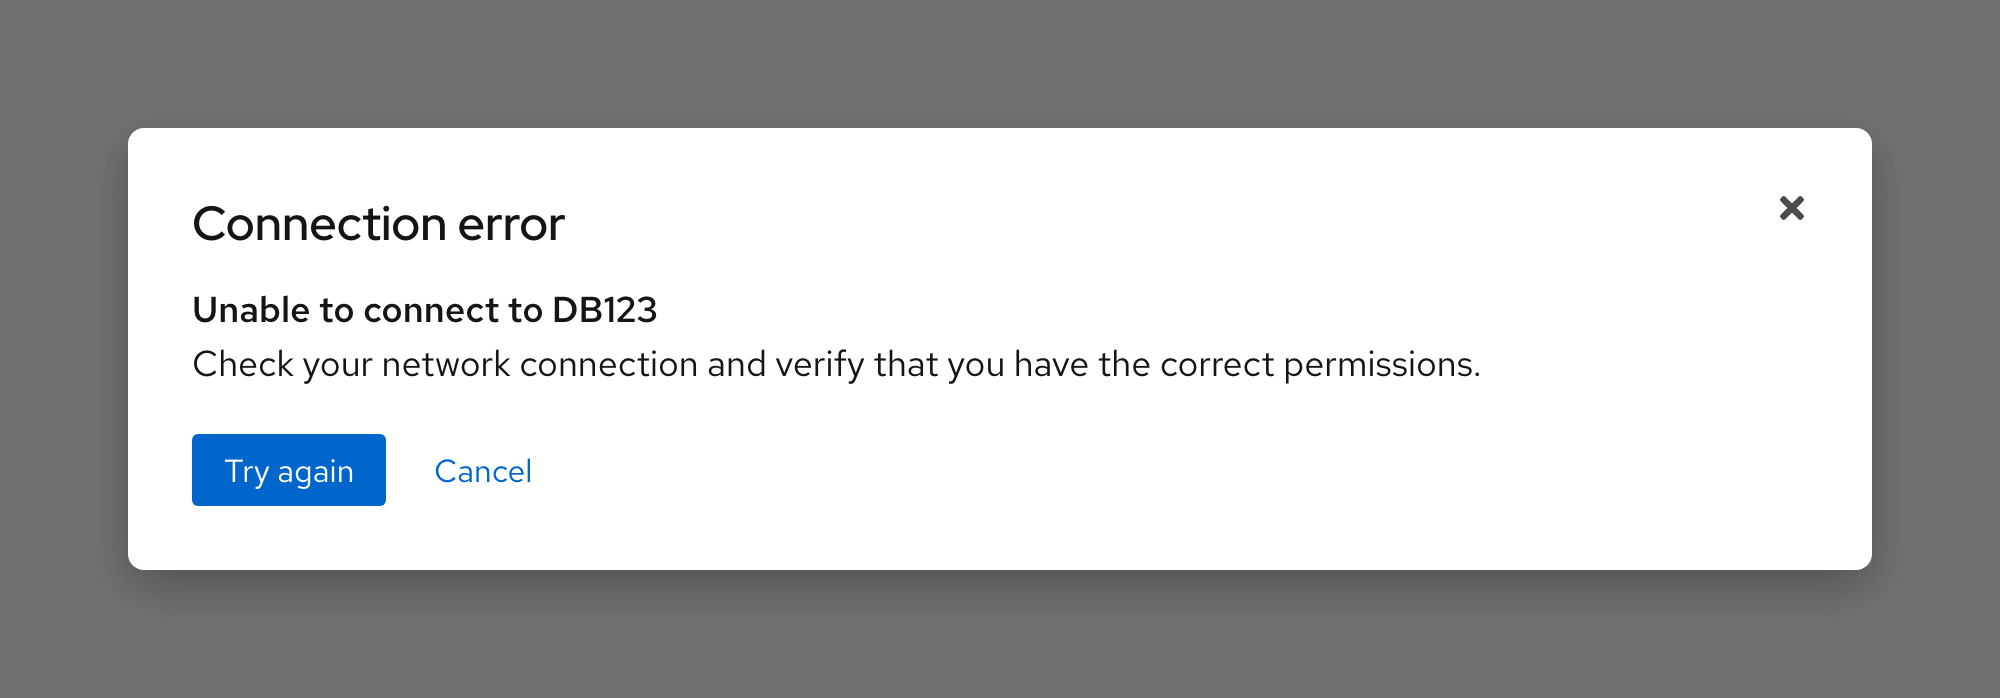 Connection error
Unable to connect to DB123
Check your network connection and verify that you have the correct permissions.
Try again
Cancel